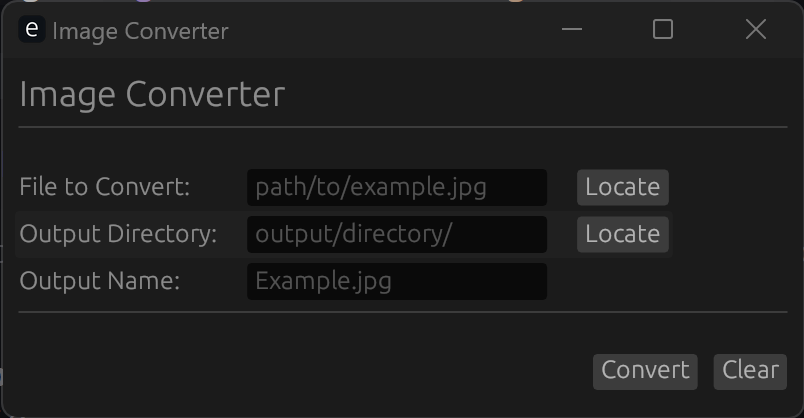 e Image Converter
Image Converter
File to Convert: path/to/example.jpg Locate
Output Directory: output/directory/ Locate
Output Name: Example.jpg
Convert Clear